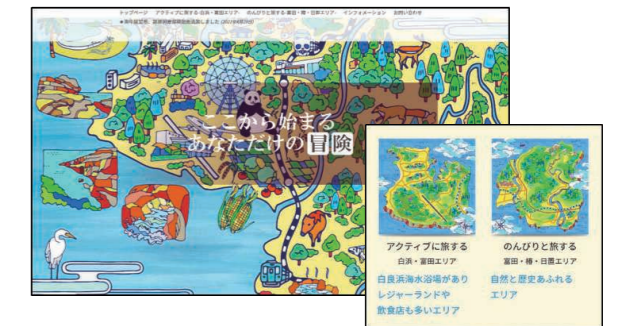 トップページ アクティブに旅する-白浜・富田エリア- のんびりと旅する-富田・椿・日置エリア- インフォメーション お問い合わせ
ここから始まる
あなただけの冒険
アクティブに旅する
白浜・富田エリア
白良浜海水浴場があり
レジャーランドや
飲食店も多いエリア
のんびりと旅する
富田・椿・日置エリア
自然と歴史あふれる
エリア